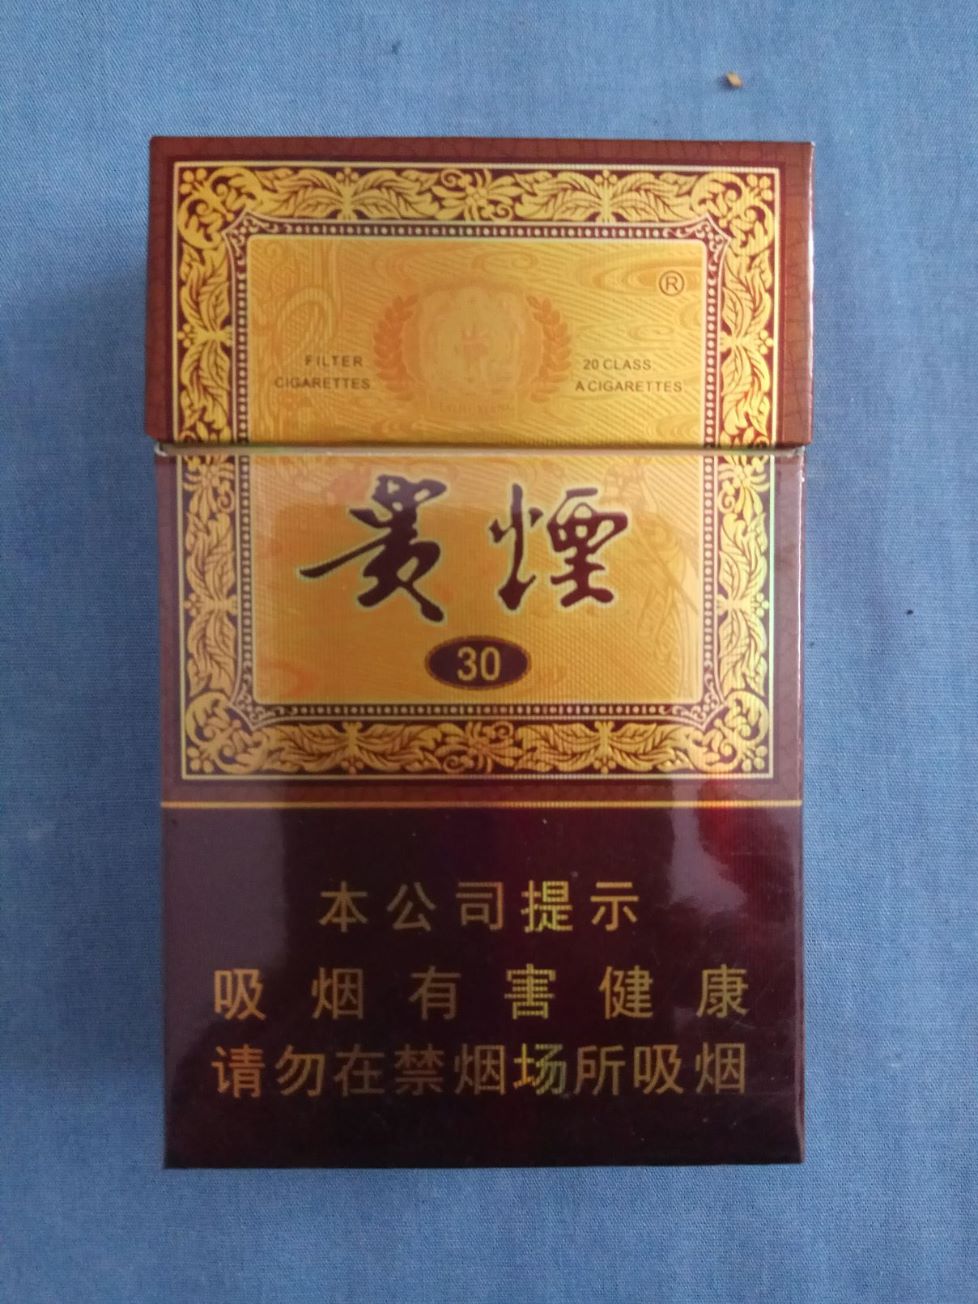 ®
FILTER CIGARETTES
20 CLASS A CIGARETTES
貴煙
30
本公司提示
吸烟有害健康
请勿在禁烟场所吸烟